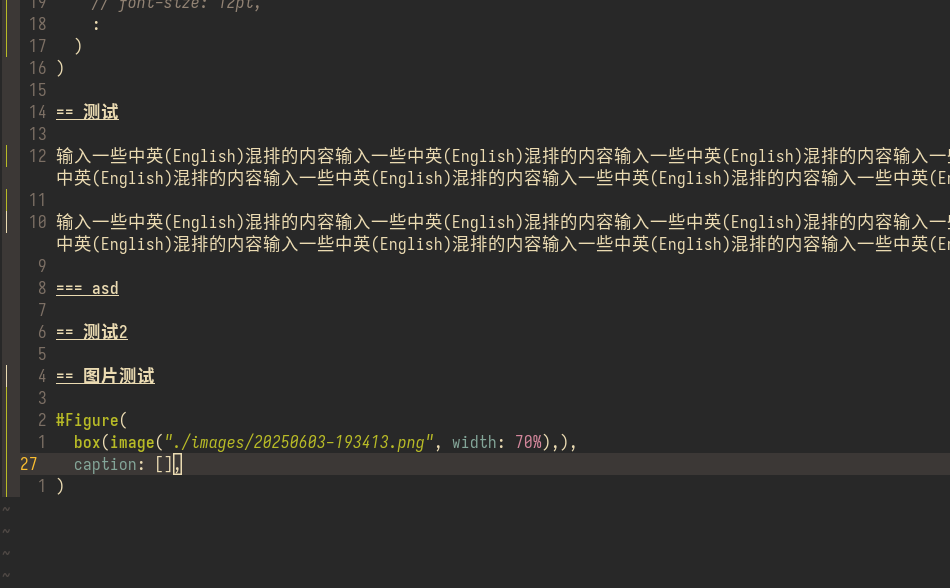 19     // font-size: 12pt,
18     :
17   )
16 )
15
14 == 测试
13
12 输入一些中英(English)混排的内容输入一些中英(English)混排的内容输入一些中英(English)混排的内容输入一
中英(English)混排的内容输入一些中英(English)混排的内容输入一些中英(English)混排的内容输入一些中英(En
11
10 输入一些中英(English)混排的内容输入一些中英(English)混排的内容输入一些中英(English)混排的内容输入一
中英(English)混排的内容输入一些中英(English)混排的内容输入一些中英(English)混排的内容输入一些中英(En
9
8 === asd
7
6 == 测试2
5
4 == 图片测试
3
2 #Figure(
1   box(image("./images/20250603-193413.png", width: 70%),),
27   caption: [],
1 )
~
~
~
~